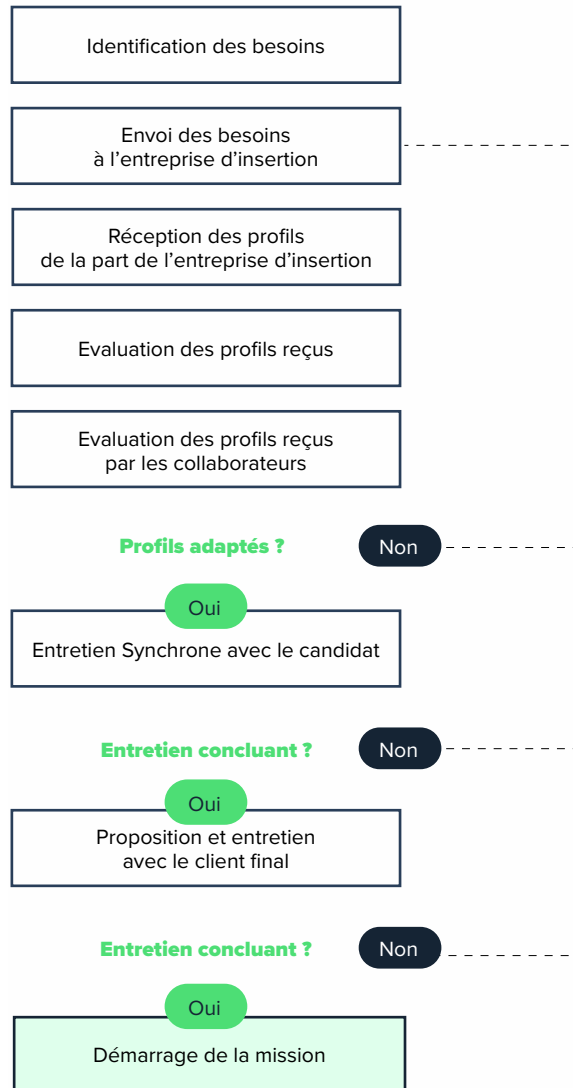 Identification des besoins
Envoi des besoins
à l’entreprise d’insertion
Réception des profils
de la part de l’entreprise d’insertion
Evaluation des profils reçus
Evaluation des profils reçus
par les collaborateurs
Profils adaptés ?
Non
Oui
Entretien Synchrone avec le candidat
Entretien concluant ?
Non
Oui
Proposition et entretien
avec le client final
Entretien concluant ?
Non
Oui
Démarrage de la mission